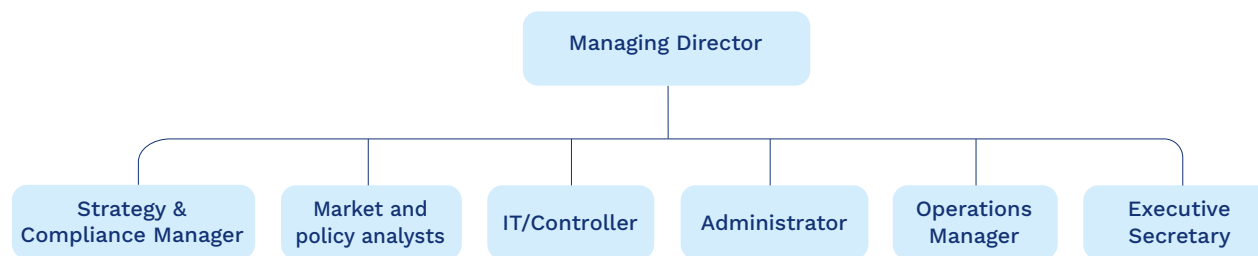 Managing Director
Strategy &
Compliance Manager
Market and
policy analysts
IT/Controller
Administrator
Operations
Manager
Executive
Secretary